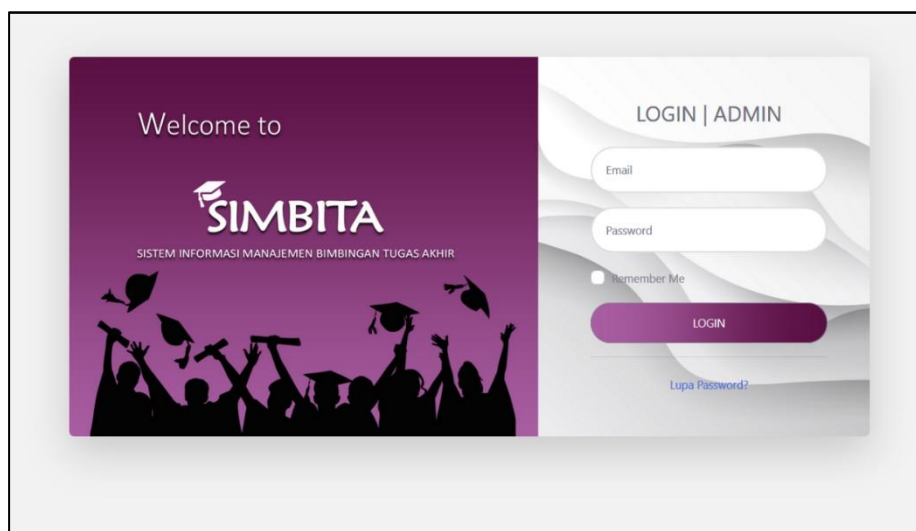 Welcome to
SIMBITA
SISTEM INFORMASI MANAJEMEN BIMBINGAN TUGAS AKHIR
LOGIN | ADMIN
Email
Password
Remember Me
LOGIN
Lupa Password?